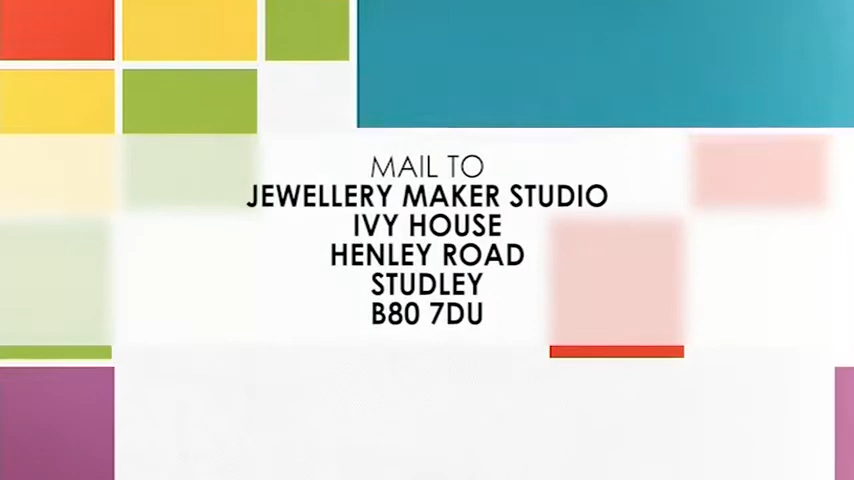 MAIL TO
JEWELLERY MAKER STUDIO
IVY HOUSE
HENLEY ROAD
STUDLEY
B80 7DU